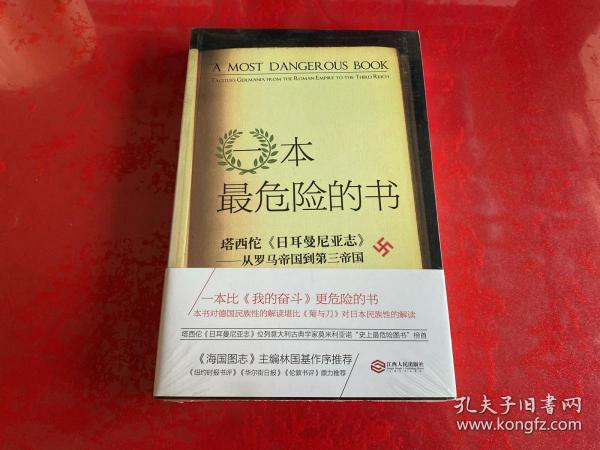 A MOST DANGEROUS BOOK
TACITUS'S GERMANIA FROM THE ROMAN EMPIRE TO THE THIRD REICH
一本
最危险的书
塔西佗《日耳曼尼亚志》
——从罗马帝国到第三帝国
一本比《我的奋斗》更危险的书
本书对德国民族性的解读堪比《菊与刀》对日本民族性的解读
塔西佗《日耳曼尼亚志》位列意大利古典学家莫米利亚诺“史上最危险图书”榜首
《海国图志》主编林国基作序推荐
《纽约时报书评》《华尔街日报》《伦敦书评》鼎力推荐
江西人民出版社
孔夫子旧书网
www.kongfz.com